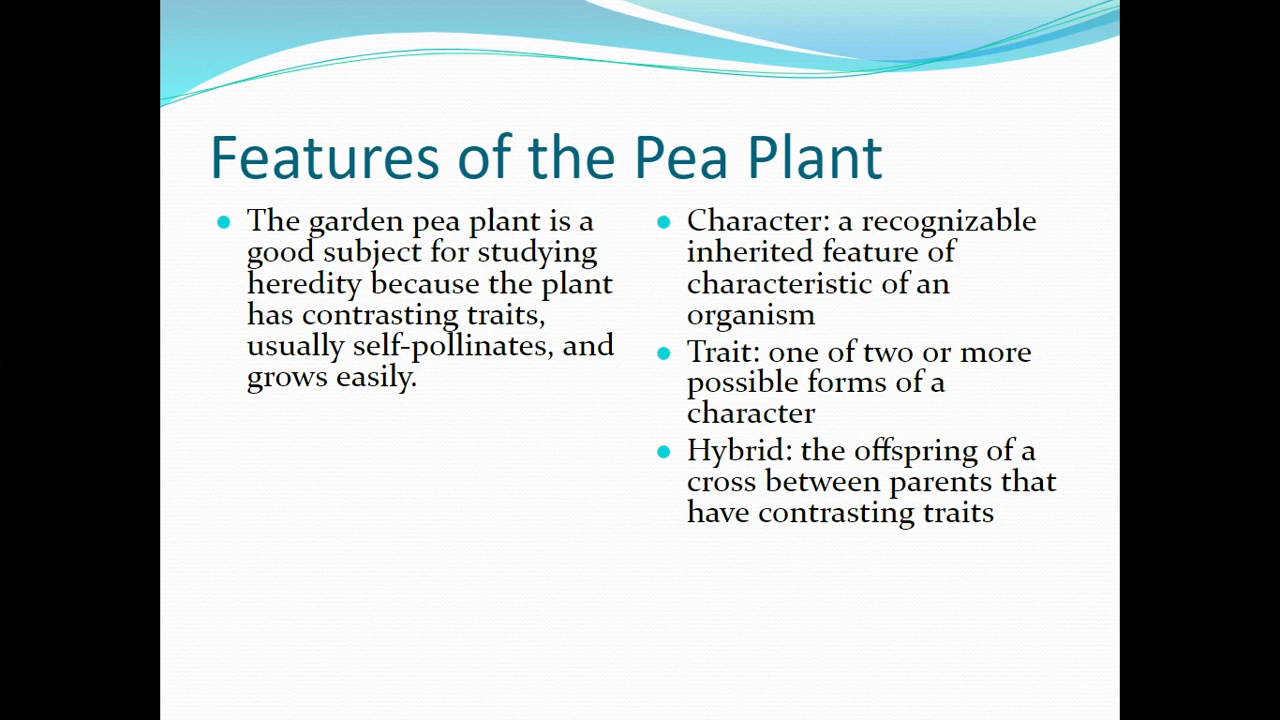 Features of the Pea Plant
The garden pea plant is a
good subject for studying
heredity because the plant
has contrasting traits,
usually self-pollinates, and
grows easily.
Character: a recognizable
inherited feature of
characteristic of an
organism
Trait: one of two or more
possible forms of a
character
Hybrid: the offspring of a
cross between parents that
have contrasting traits